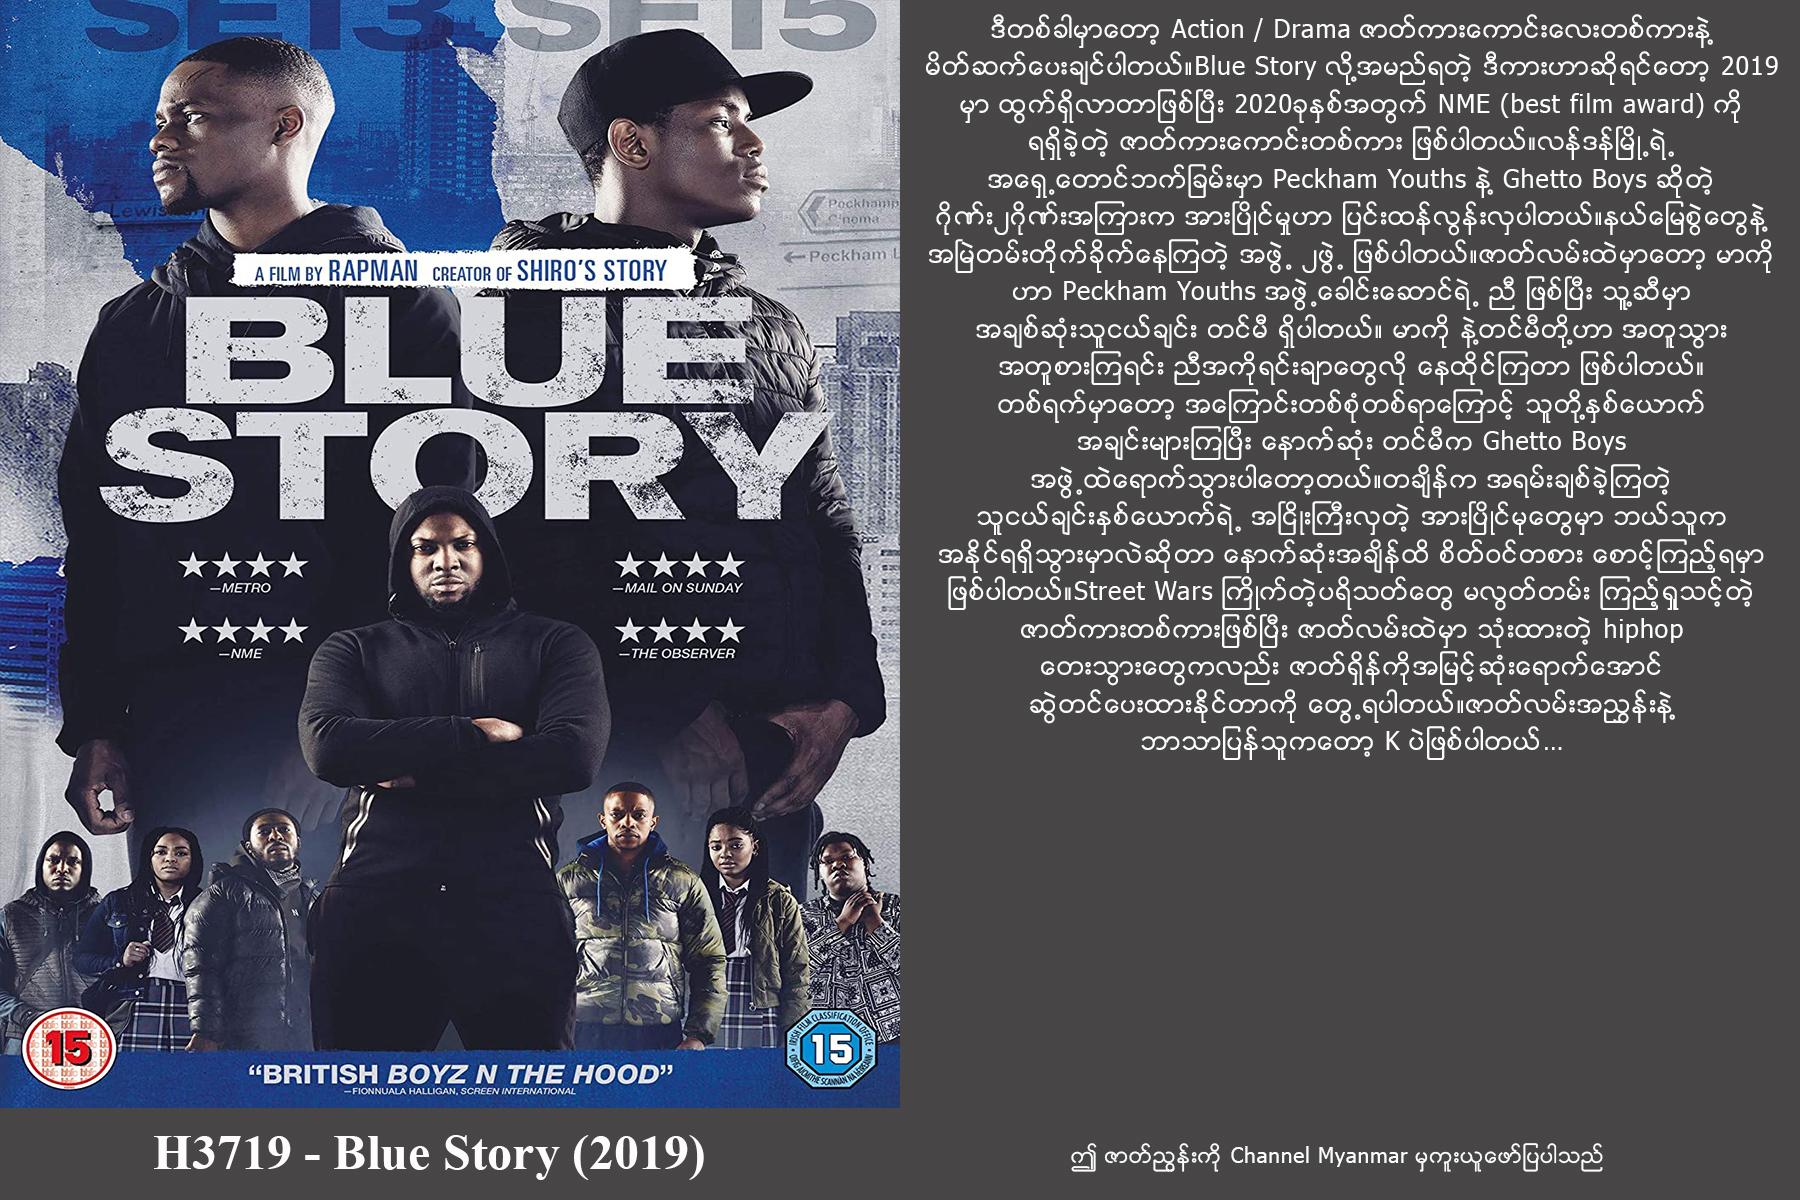 SE13 SE15
Lewisham
Peckhamp
Cinema
Peckham L
A FILM BY RAPMAN CREATOR OF SHIRO'S STORY
BLUE
STORY
★★★★
—METRO
★★★★
—MAIL ON SUNDAY
★★★★
—NME
★★★★
—THE OBSERVER
15
15
IRISH FILM CLASSIFICATION OFFICE
"BRITISH BOYZ N THE HOOD"
—FIONNUALA HALLIGAN, SCREEN INTERNATIONAL
H3719 - Blue Story (2019)
ဒီတစ်ခါမှာတော့ Action / Drama ဇာတ်ကားကောင်းလေးတစ်ကားနဲ့
မိတ်ဆက်ပေးချင်ပါတယ်။Blue Story လို့အမည်ရတဲ့ ဒီကားဟာဆိုရင်တော့ 2019
မှာ ထွက်ရှိလာတာဖြစ်ပြီး 2020ခုနှစ်အတွက် NME (best film award) ကို
ရရှိခဲ့တဲ့ ဇာတ်ကားကောင်းတစ်ကား ဖြစ်ပါတယ်။လန်ဒန်မြို့ရဲ့
အရှေ့တောင်ဘက်ခြမ်းမှာ Peckham Youths နဲ့ Ghetto Boys ဆိုတဲ့
ဂိုဏ်း၂ဂိုဏ်းအကြားက အားပြိုင်မှုဟာ ပြင်းထန်လွန်းလှပါတယ်။နယ်မြေစွဲတွေနဲ့
အမြဲတမ်းတိုက်ခိုက်နေကြတဲ့ အဖွဲ့ ၂ဖွဲ့ ဖြစ်ပါတယ်။ဇာတ်လမ်းထဲမှာတော့ မာကို
ဟာ Peckham Youths အဖွဲ့ခေါင်းဆောင်ရဲ့ ညီ ဖြစ်ပြီး သူ့ဆီမှာ
အချစ်ဆုံးသူငယ်ချင်း တင်မီ ရှိပါတယ်။ မာကို နဲ့တင်မီတို့ဟာ အတူသွား
အတူစားကြရင်း ညီအကိုရင်းချာတွေလို နေထိုင်ကြတာ ဖြစ်ပါတယ်။
တစ်ရက်မှာတော့ အကြောင်းတစ်စုံတစ်ရာကြောင့် သူတို့နှစ်ယောက်
အချင်းများကြပြီး နောက်ဆုံး တင်မီက Ghetto Boys
အဖွဲ့ထဲရောက်သွားပါတော့တယ်။တချိန်က အရမ်းချစ်ခဲ့ကြတဲ့
သူငယ်ချင်းနှစ်ယောက်ရဲ့ အငြိုးကြီးလှတဲ့ အားပြိုင်မုတွေမှာ ဘယ်သူက
အနိုင်ရရှိသွားမှာလဲဆိုတာ နောက်ဆုံးအချိန်ထိ စိတ်ဝင်တစား စောင့်ကြည့်ရမှာ
ဖြစ်ပါတယ်။Street Wars ကြိုက်တဲ့ပရိသတ်တွေ မလွတ်တမ်း ကြည့်ရှုသင့်တဲ့
ဇာတ်ကားတစ်ကားဖြစ်ပြီး ဇာတ်လမ်းထဲမှာ သုံးထားတဲ့ hiphop
တေးသွားတွေကလည်း ဇာတ်ရှိန်ကိုအမြင့်ဆုံးရောက်အောင်
ဆွဲတင်ပေးထားနိုင်တာကို တွေ့ရပါတယ်။ဇာတ်လမ်းအညွှန်းနဲ့
ဘာသာပြန်သူကတော့ K ပဲဖြစ်ပါတယ်...
ဤ ဇာတ်ညွှန်းကို Channel Myanmar မှကူးယူဖော်ပြပါသည်